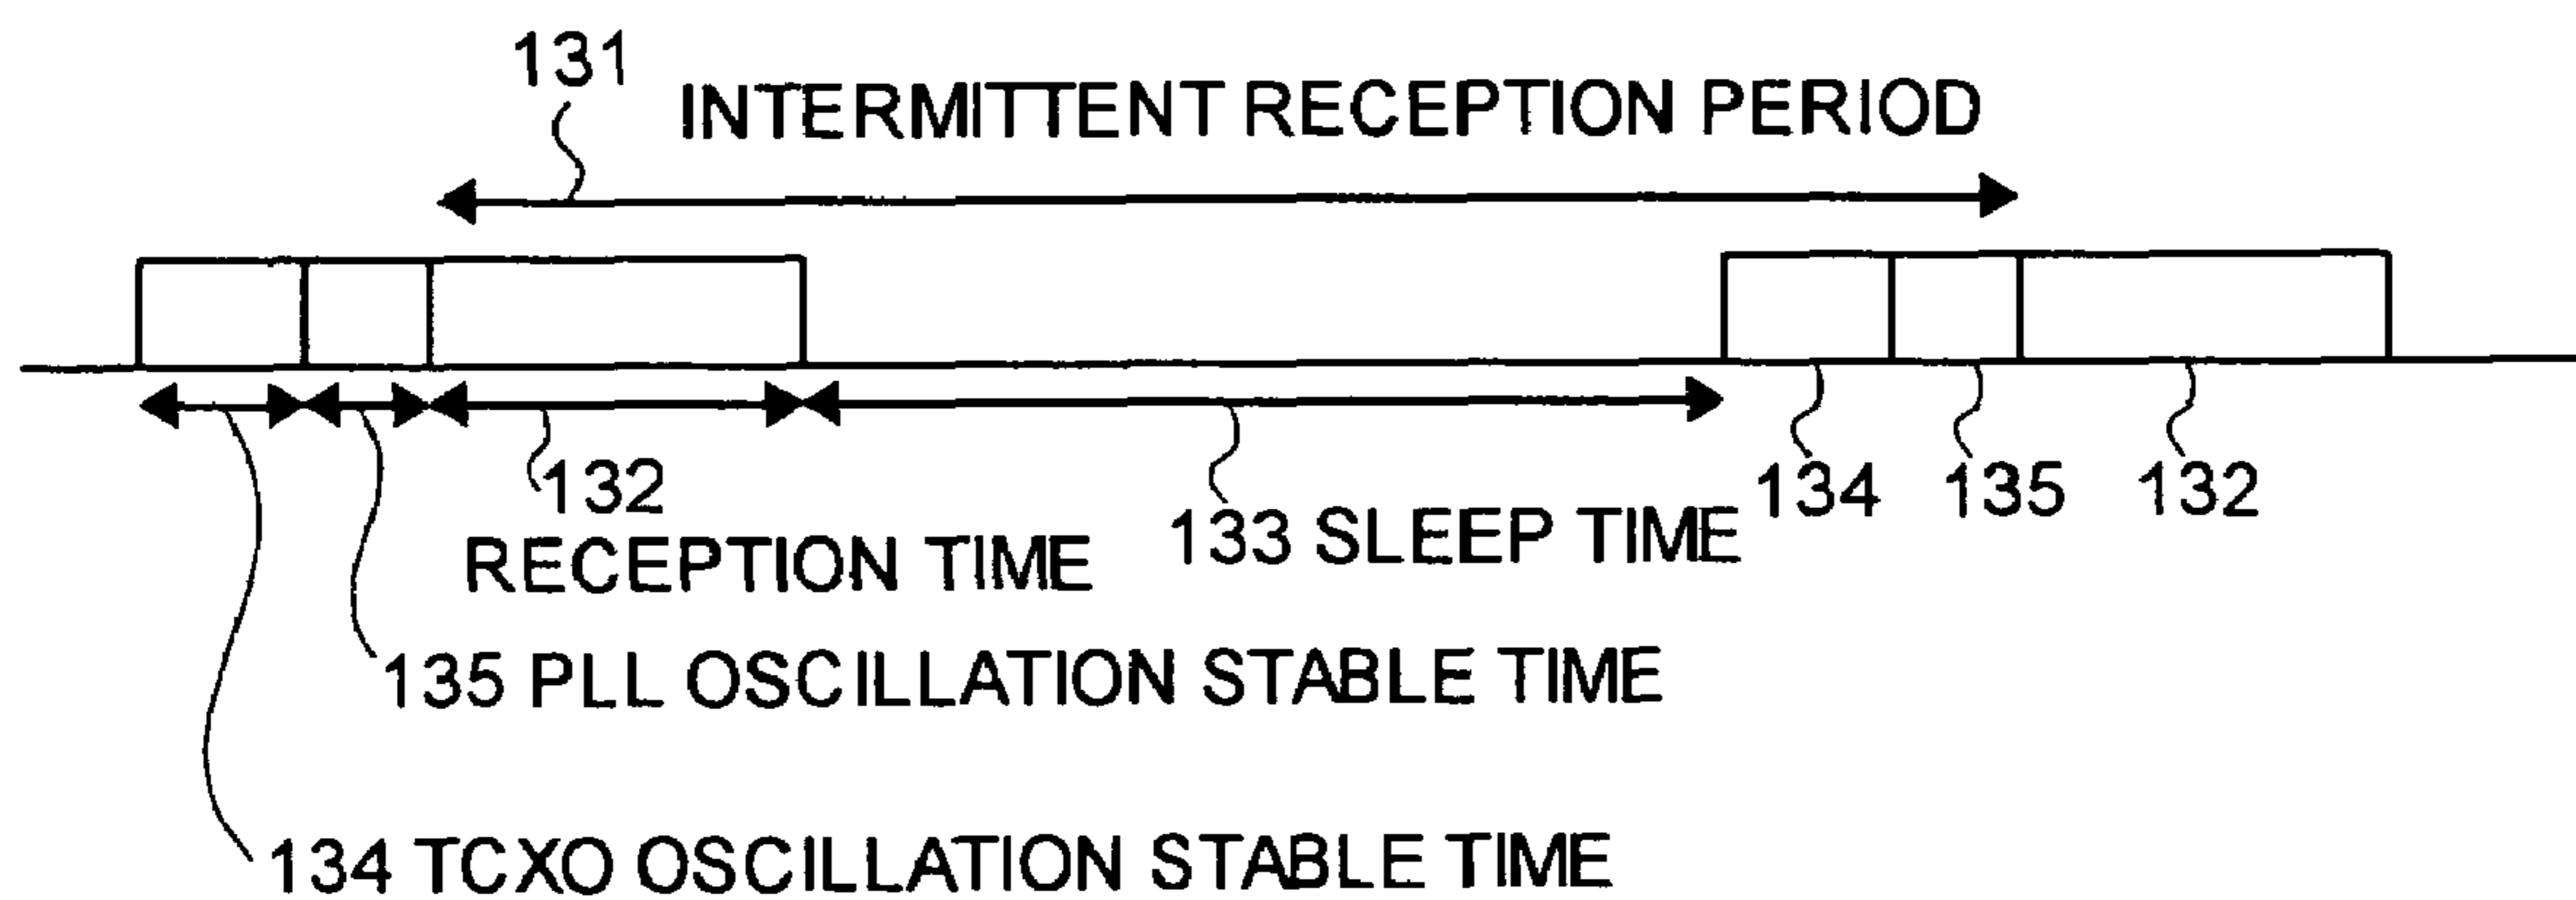 131
INTERMITTENT RECEPTION PERIOD
132
RECEPTION TIME
133 SLEEP TIME
134
135
132
135 PLL OSCILLATION STABLE TIME
134 TCXO OSCILLATION STABLE TIME